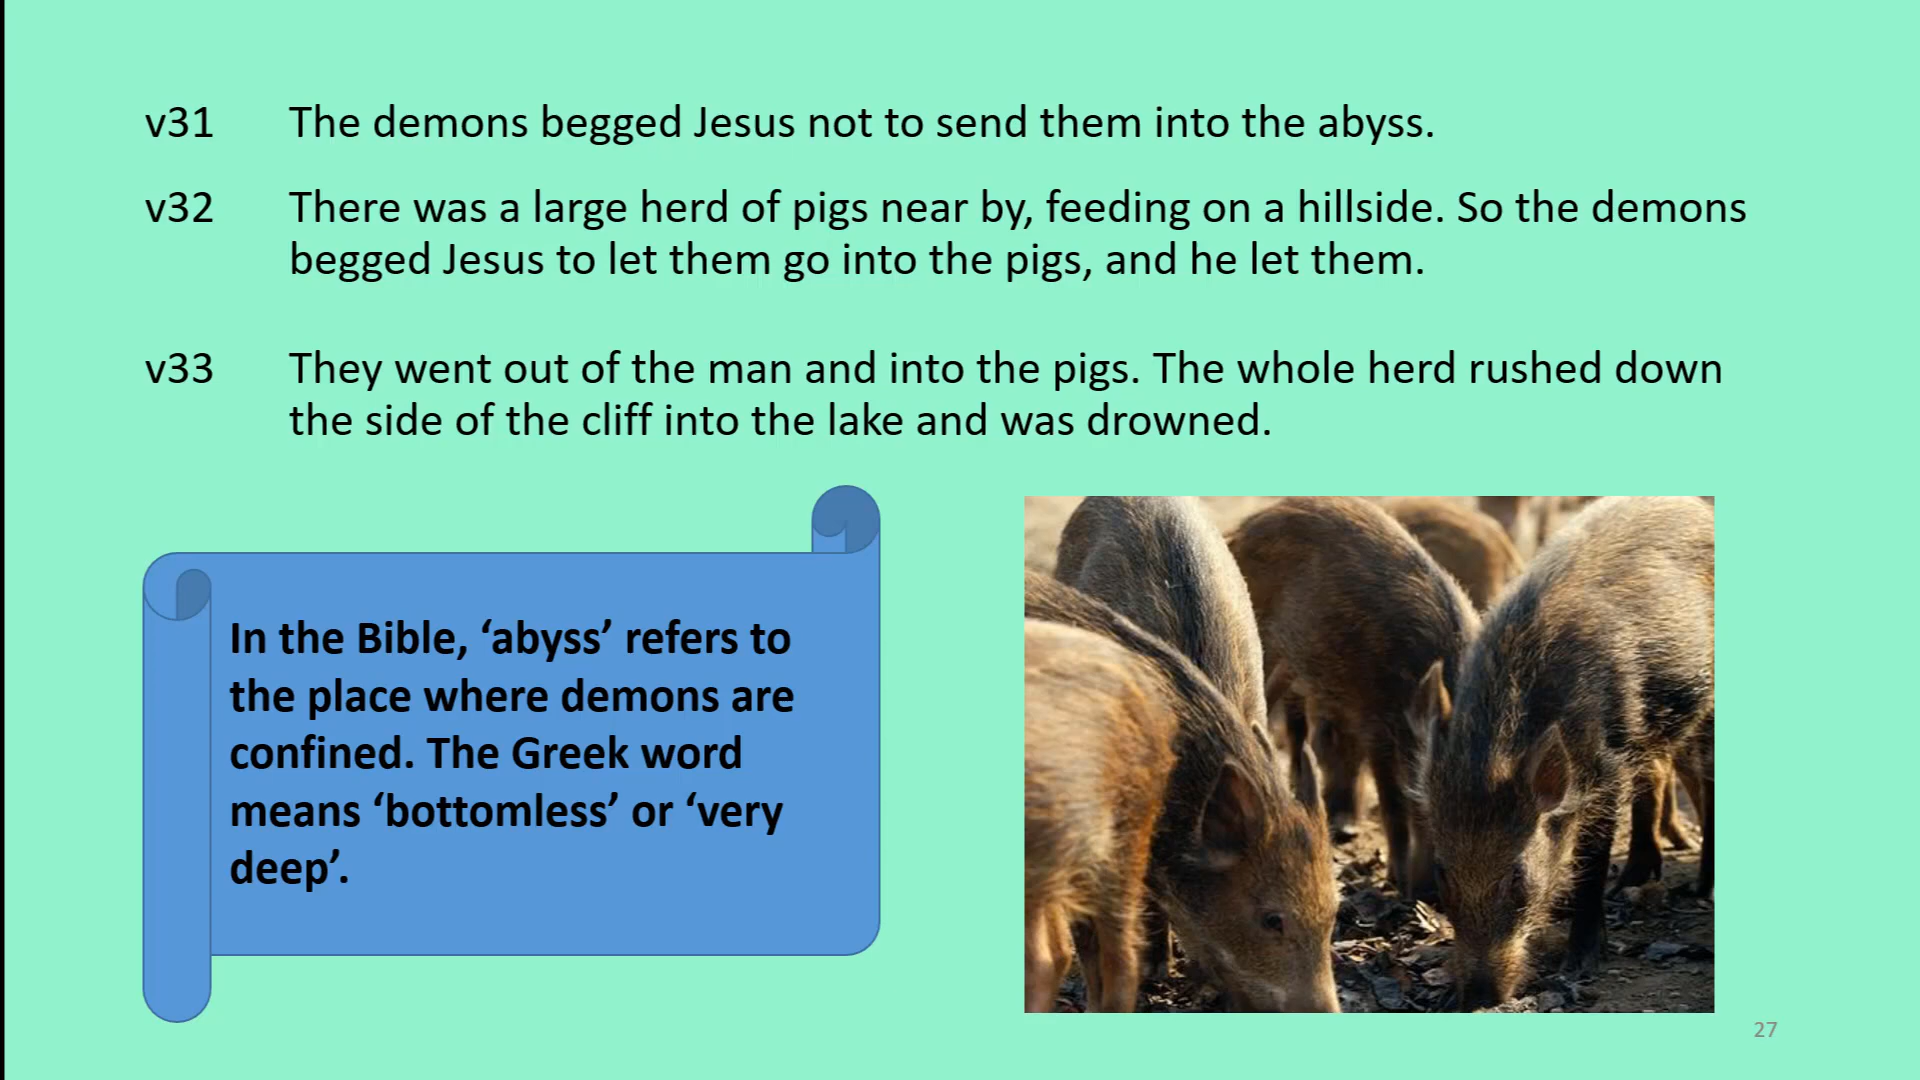 v31 The demons begged Jesus not to send them into the abyss.
v32 There was a large herd of pigs near by, feeding on a hillside. So the demons
begged Jesus to let them go into the pigs, and he let them.
v33 They went out of the man and into the pigs. The whole herd rushed down
the side of the cliff into the lake and was drowned.
In the Bible, ‘abyss’ refers to
the place where demons are
confined. The Greek word
means ‘bottomless’ or ‘very
deep’.
27